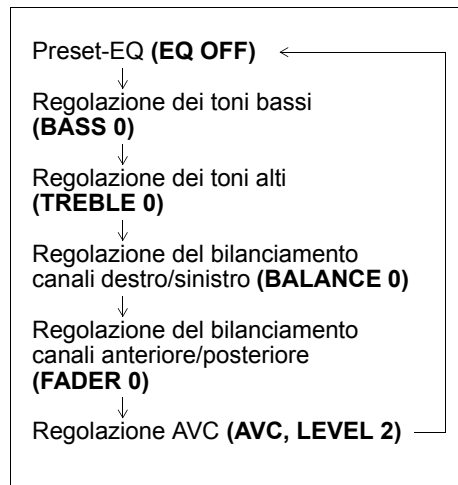 Preset-EQ (EQ OFF)
Regolazione dei toni bassi
(BASS 0)
Regolazione dei toni alti
(TREBLE 0)
Regolazione del bilanciamento
canali destro/sinistro (BALANCE 0)
Regolazione del bilanciamento
canali anteriore/posteriore
(FADER 0)
Regolazione AVC (AVC, LEVEL 2)